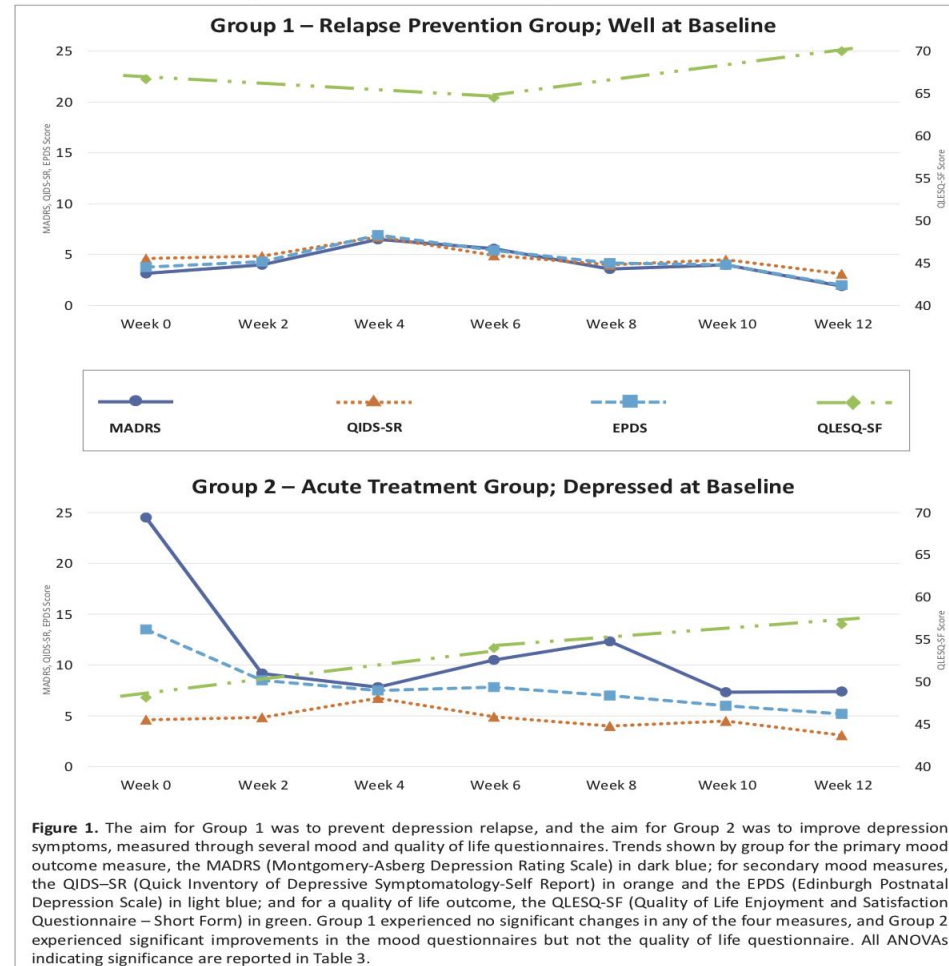 Group 1 – Relapse Prevention Group; Well at Baseline
25
20
15
10
5
0
MADRS, QIDS-SR, EPDS Score
70
65
60
55
50
45
40
QLESQ-SF Score
Week 0 Week 2 Week 4 Week 6 Week 8 Week 10 Week 12
MADRS QIDS-SR EPDS QLESQ-SF
Group 2 – Acute Treatment Group; Depressed at Baseline
25
20
15
10
5
0
MADRS, QIDS-SR, EPDS Score
70
65
60
55
50
45
40
QLESQ-SF Score
Week 0 Week 2 Week 4 Week 6 Week 8 Week 10 Week 12
Figure 1. The aim for Group 1 was to prevent depression relapse, and the aim for Group 2 was to improve depression
symptoms, measured through several mood and quality of life questionnaires. Trends shown by group for the primary mood
outcome measure, the MADRS (Montgomery-Asberg Depression Rating Scale) in dark blue; for secondary mood measures,
the QIDS–SR (Quick Inventory of Depressive Symptomatology-Self Report) in orange and the EPDS (Edinburgh Postnatal
Depression Scale) in light blue; and for a quality of life outcome, the QLESQ-SF (Quality of Life Enjoyment and Satisfaction
Questionnaire – Short Form) in green. Group 1 experienced no significant changes in any of the four measures, and Group 2
experienced significant improvements in the mood questionnaires but not the quality of life questionnaire. All ANOVAs
indicating significance are reported in Table 3.